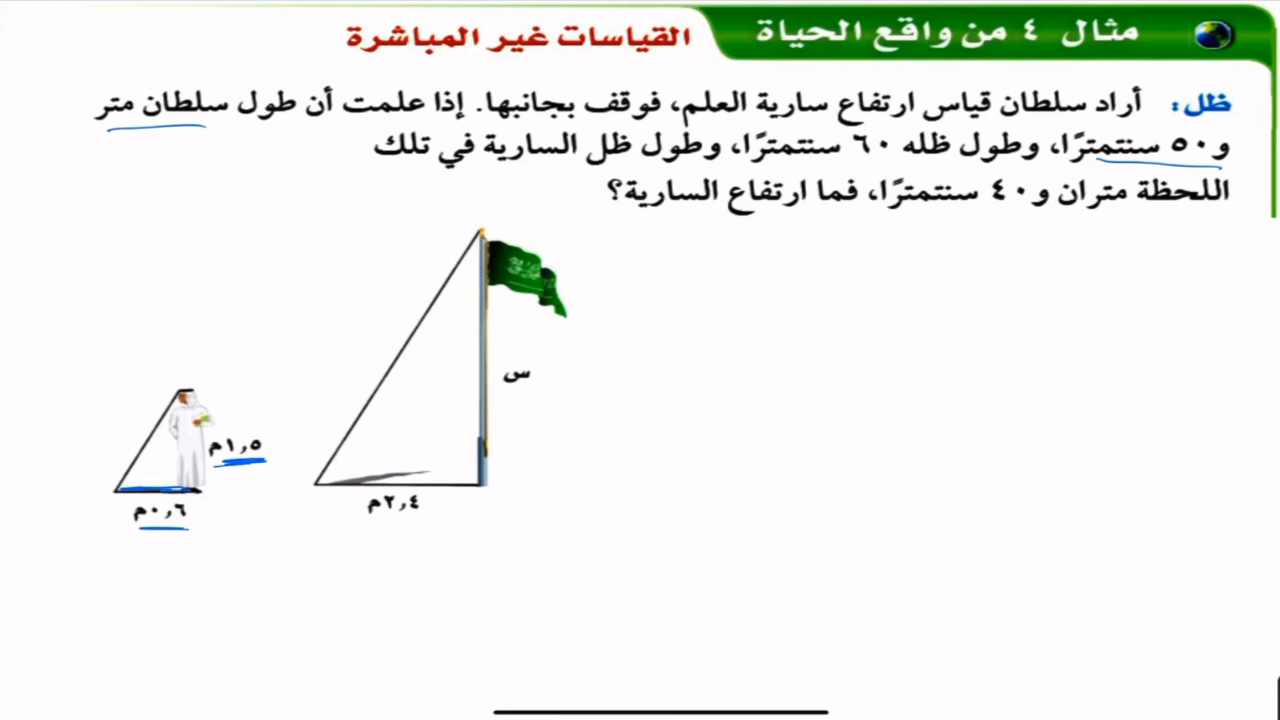 مثال ٤ من واقع الحياة
القياسات غير المباشرة
ظل: أراد سلطان قياس ارتفاع سارية العلم، فوقف بجانبها. إذا علمت أن طول سلطان متر
و٥٠ سنتمترًا، وطول ظله ٦٠ سنتمترًا، وطول ظل السارية في تلك
اللحظة متران و٤٠ سنتمترًا، فما ارتفاع السارية؟
س
١,٥م
٢,٤م
٠,٦م